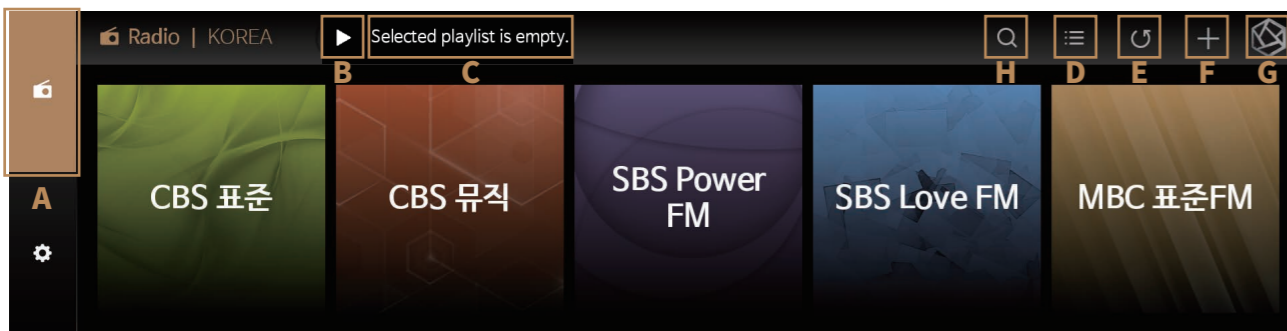 Radio | KOREA
Selected playlist is empty.
B
C
H
D
E
F
G
A
CBS 표준
CBS 뮤직
SBS Power
FM
SBS Love FM
MBC 표준FM